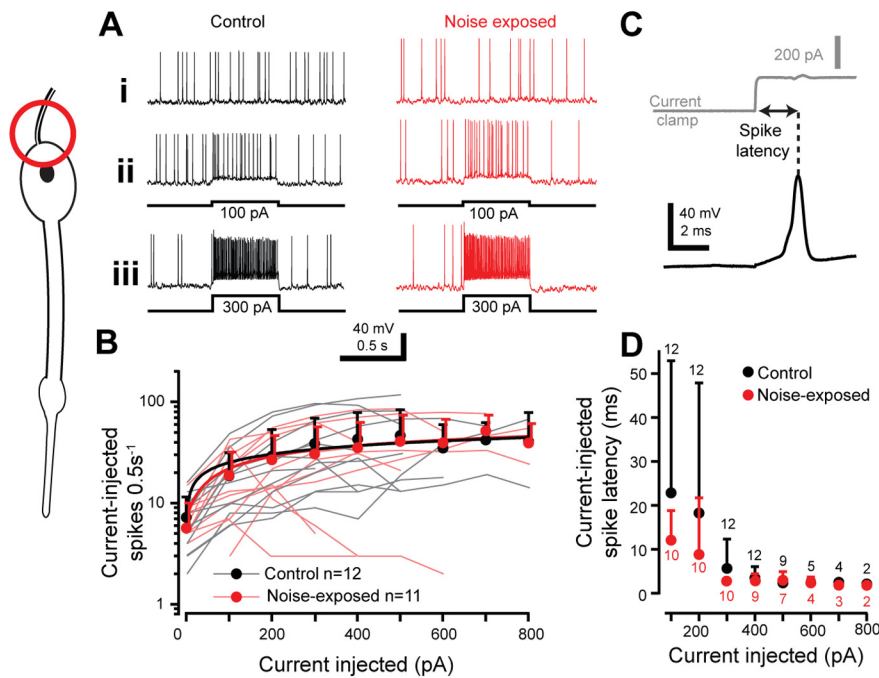 A
Control
Noise exposed
i
ii
100 pA
100 pA
iii
300 pA
300 pA
40 mV
0.5 s
B
Current-injected
spikes 0.5s-1
100
10
1
0
200
400
600
800
Control n=12
Noise-exposed n=11
Current injected (pA)
C
200 pA
Current
clamp
Spike
latency
40 mV
2 ms
D
Current-injected
spike latency (ms)
50
40
30
20
10
0
12
12
12
12
9
5
4
2
10
10
10
9
7
4
3
2
Control
Noise-exposed
200
400
600
800
Current injected (pA)